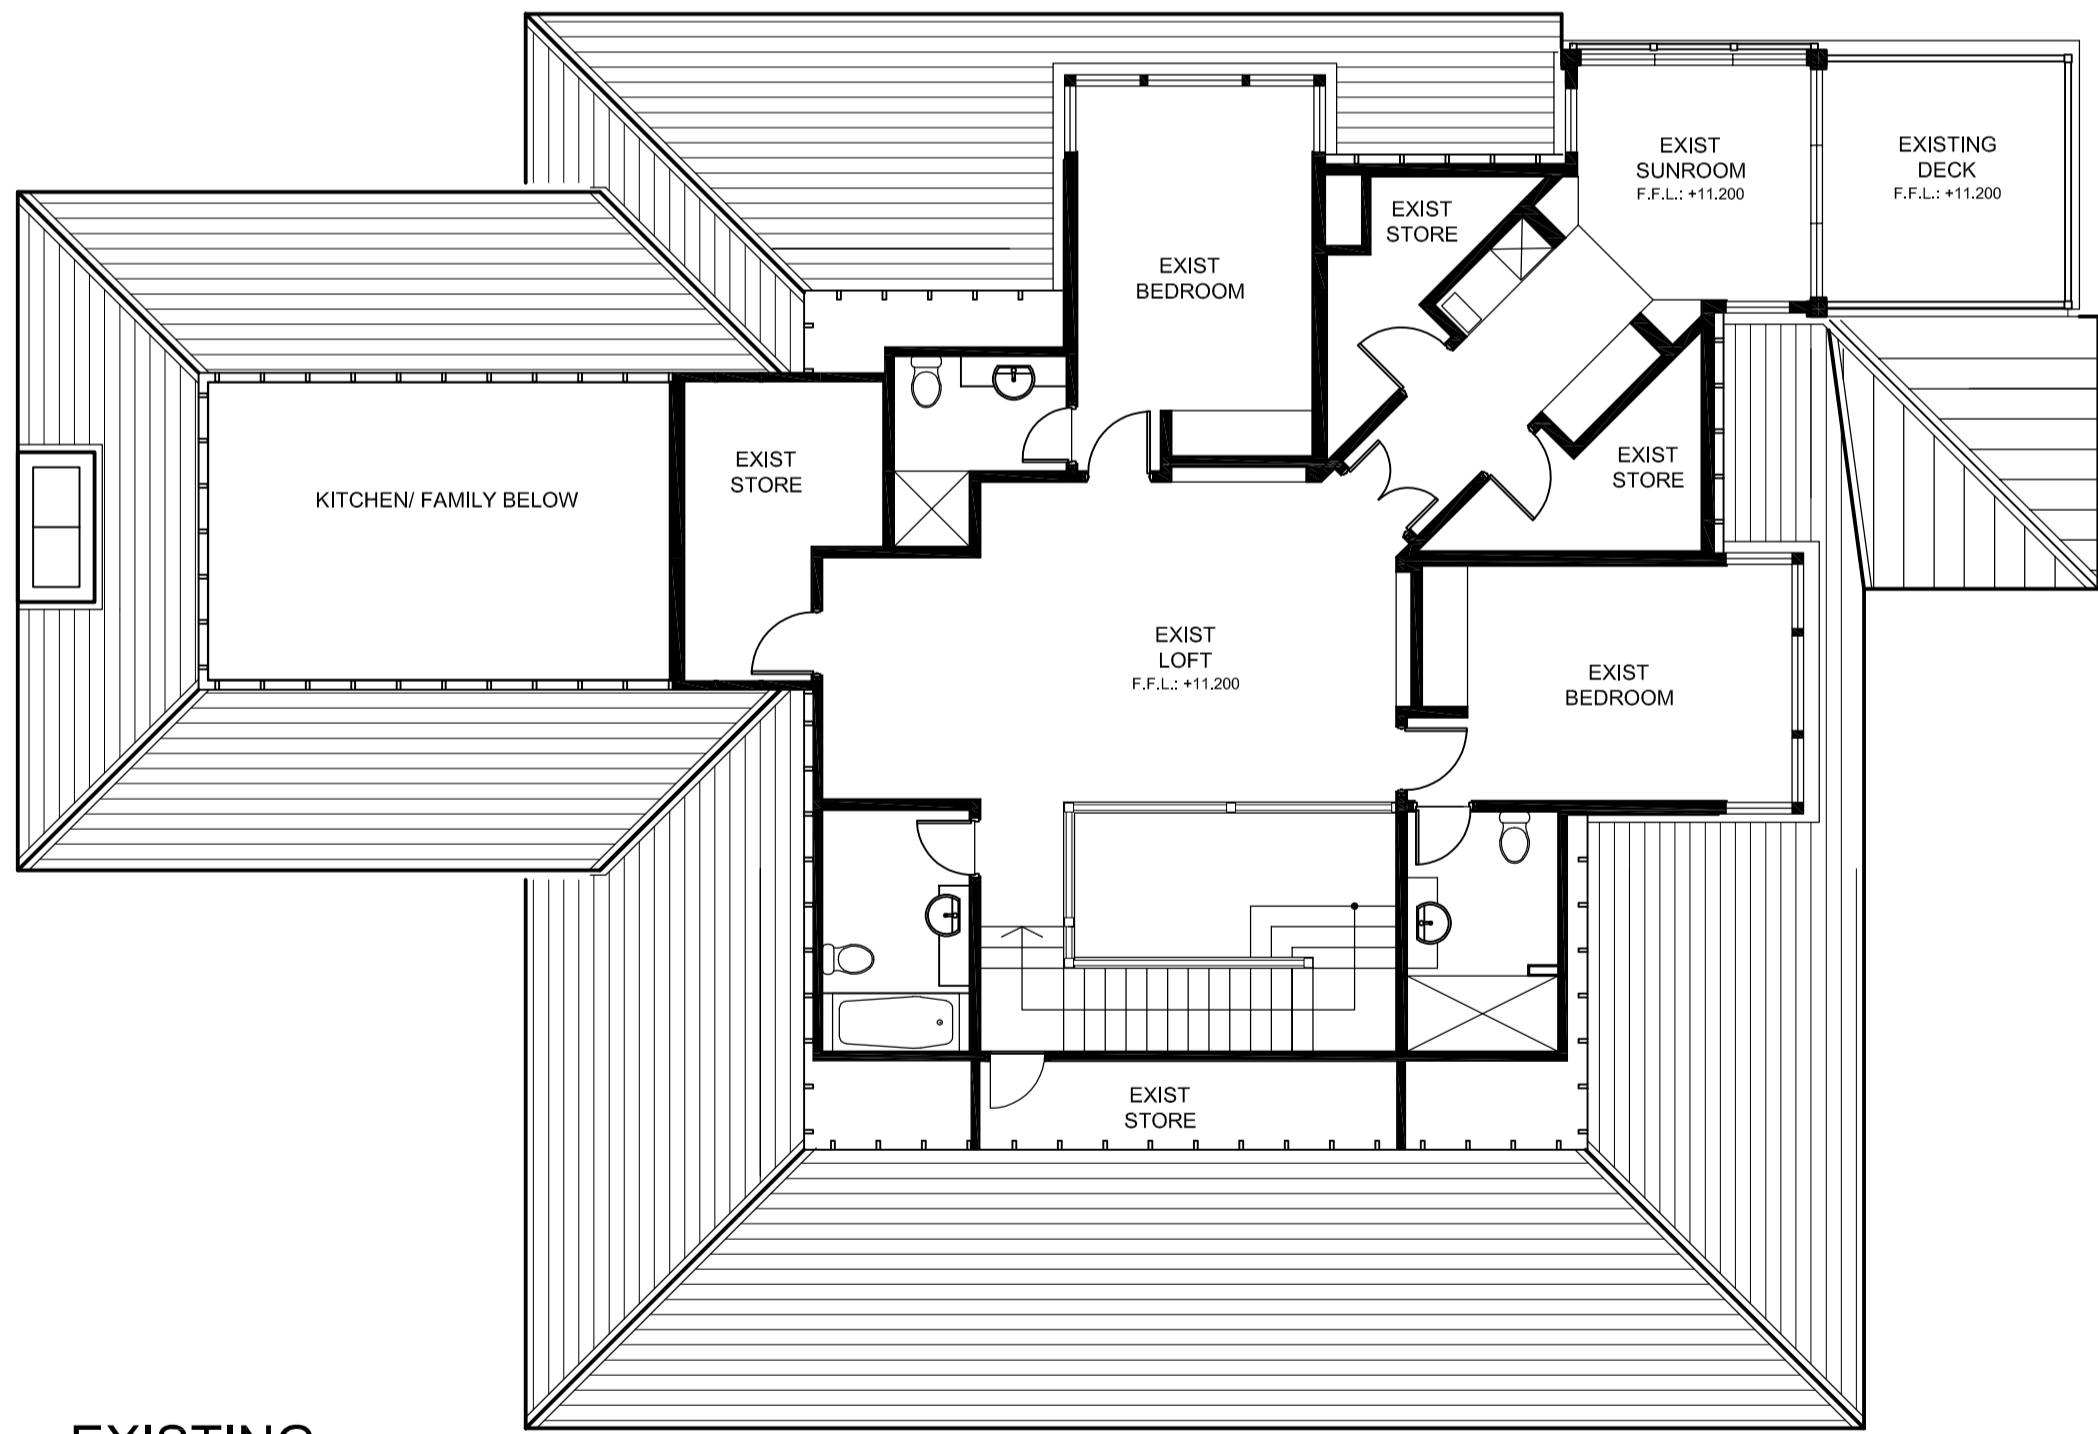 EXIST
SUNROOM
F.F.L.: +11.200
EXISTING
DECK
F.F.L.: +11.200
EXIST
STORE
EXIST
BEDROOM
EXIST
STORE
KITCHEN/ FAMILY BELOW
EXIST
STORE
EXIST
LOFT
F.F.L.: +11.200
EXIST
BEDROOM
EXIST
STORE
EXISTING